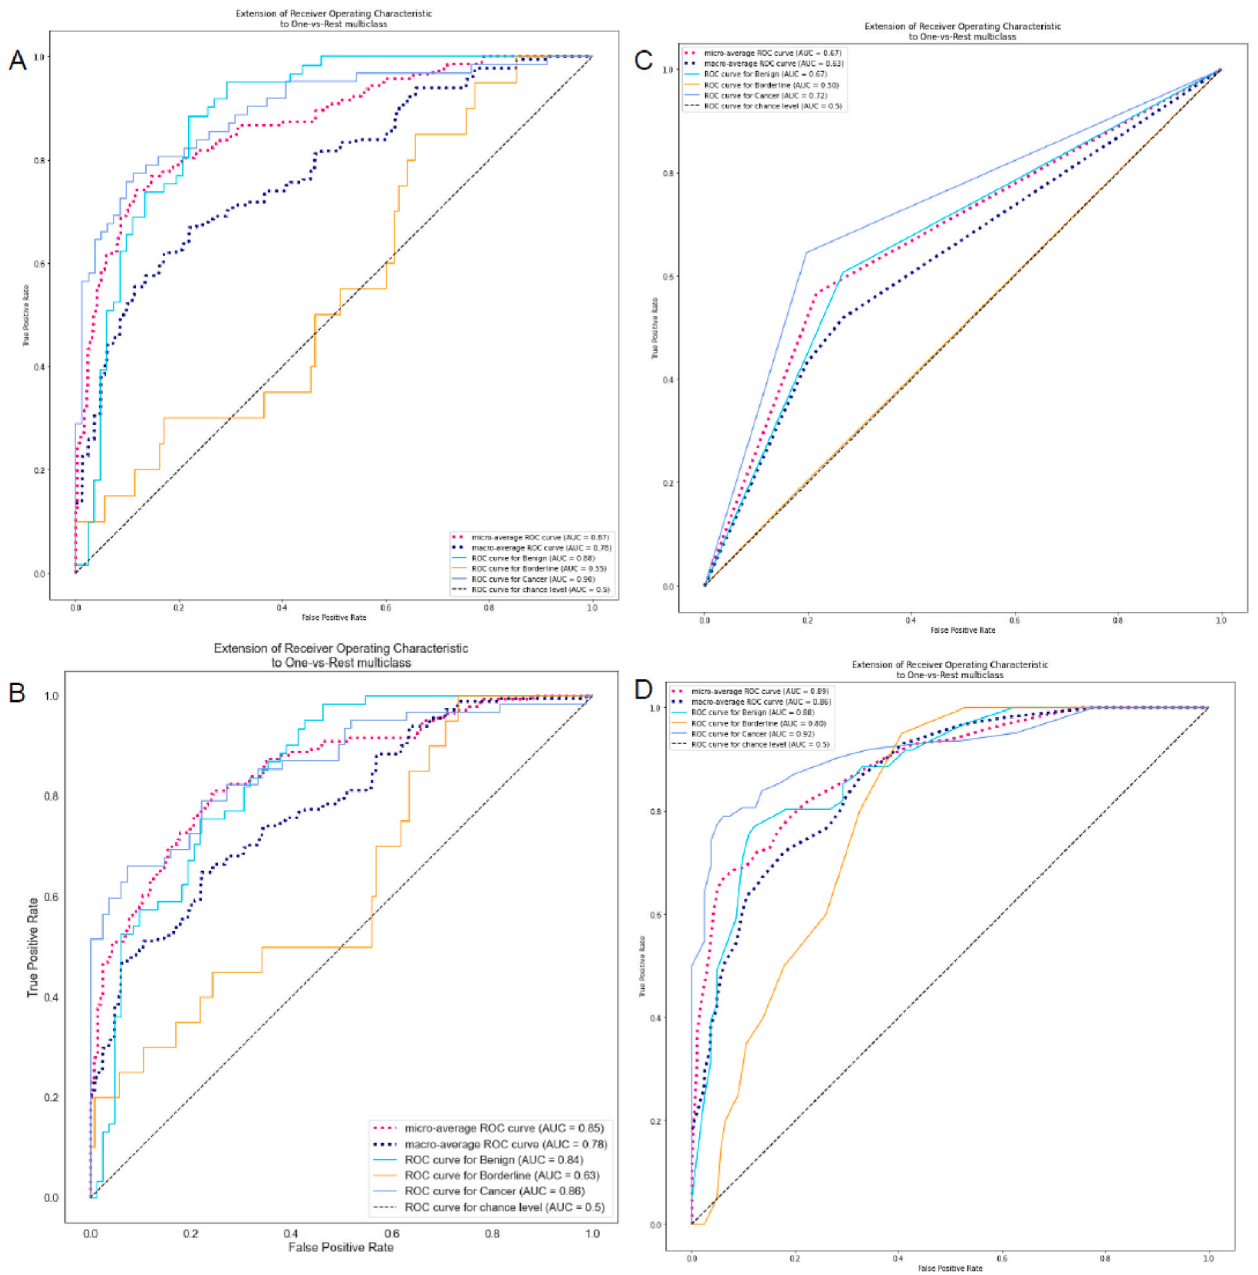 Extension of Receiver Operating Characteristic
to One-vs-Rest multiclass
A
1.0
0.8
0.6
0.4
0.2
0.0
True Positive Rate
micro-average ROC curve (AUC = 0.87)
macro-average ROC curve (AUC = 0.78)
ROC curve for Benign (AUC = 0.88)
ROC curve for Borderline (AUC = 0.55)
ROC curve for Cancer (AUC = 0.90)
ROC curve for chance level (AUC = 0.5)
0.0 0.2 0.4 0.6 0.8 1.0
False Positive Rate
Extension of Receiver Operating Characteristic
to One-vs-Rest multiclass
C
micro-average ROC curve (AUC = 0.67)
macro-average ROC curve (AUC = 0.63)
ROC curve for Benign (AUC = 0.67)
ROC curve for Borderline (AUC = 0.50)
ROC curve for Cancer (AUC = 0.72)
ROC curve for chance level (AUC = 0.5)
1.0
0.8
0.6
0.4
0.2
0.0
True Positive Rate
0.0 0.2 0.4 0.6 0.8 1.0
False Positive Rate
Extension of Receiver Operating Characteristic
to One-vs-Rest multiclass
B
1.0
0.8
0.6
0.4
0.2
0.0
True Positive Rate
micro-average ROC curve (AUC = 0.85)
macro-average ROC curve (AUC = 0.78)
ROC curve for Benign (AUC = 0.84)
ROC curve for Borderline (AUC = 0.63)
ROC curve for Cancer (AUC = 0.86)
ROC curve for chance level (AUC = 0.5)
0.0 0.2 0.4 0.6 0.8 1.0
False Positive Rate
Extension of Receiver Operating Characteristic
to One-vs-Rest multiclass
D
micro-average ROC curve (AUC = 0.89)
macro-average ROC curve (AUC = 0.86)
ROC curve for Benign (AUC = 0.88)
ROC curve for Borderline (AUC = 0.80)
ROC curve for Cancer (AUC = 0.92)
ROC curve for chance level (AUC = 0.5)
1.0
0.8
0.6
0.4
0.2
0.0
True Positive Rate
0.0 0.2 0.4 0.6 0.8 1.0
False Positive Rate